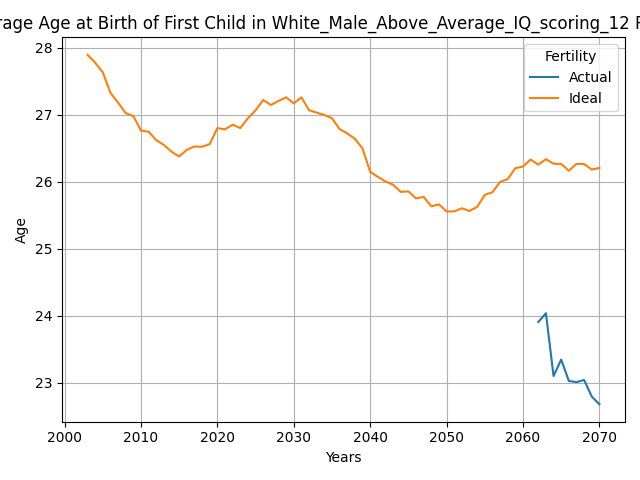 Average Age at Birth of First Child in White_Male_Above_Average_IQ_scoring_12
Fertility
Actual
Ideal
28
27
26
25
24
23
Age
2000 2010 2020 2030 2040 2050 2060 2070
Years